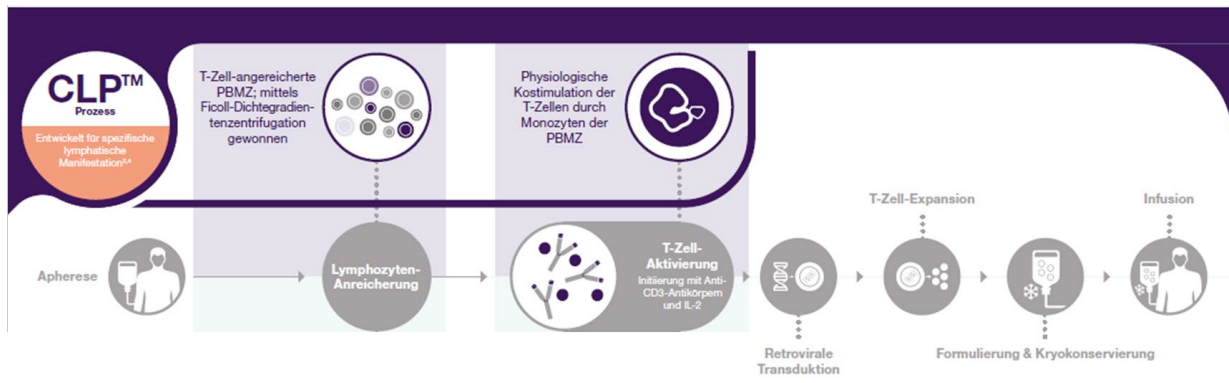 CLP™
Prozess
Entwickelt für spezifische
lymphatische
Manifestation³,⁴
T-Zell-angereicherte
PBMZ; mittels
Ficoll-Dichtegradien-
tenzentrifugation
gewonnen
Physiologische
Kostimulation der
T-Zellen durch
Monozyten der
PBMZ
Apherese
Lymphozyten-
Anreicherung
T-Zell-
Aktivierung
Initiierung mit Anti-
CD3-Antikörpern
und IL-2
Retrovirale
Transduktion
T-Zell-Expansion
Formulierung & Kryokonservierung
Infusion